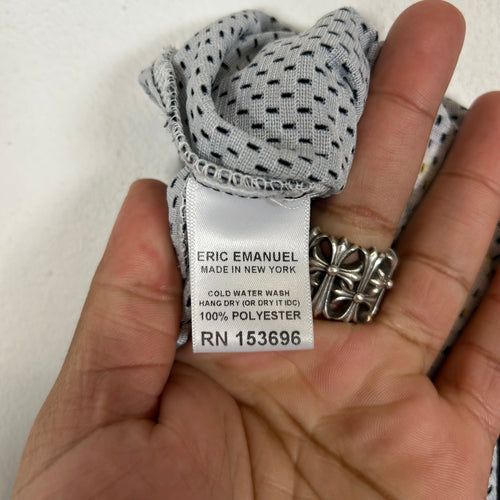 ERIC EMANUEL
MADE IN NEW YORK
COLD WATER WASH
HANG DRY (OR DRY IT IDC)
100% POLYESTER
RN 153696